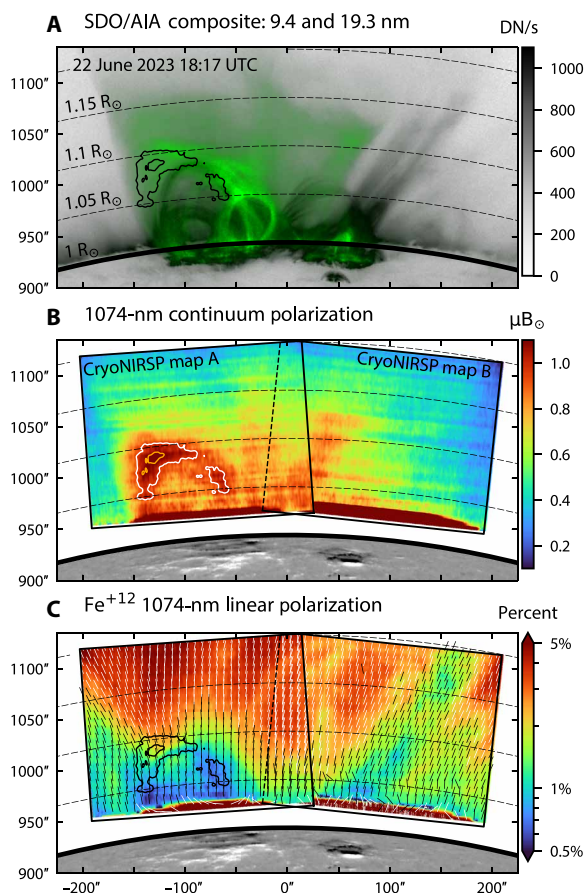 A SDO/AIA composite: 9.4 and 19.3 nm
DN/s
22 June 2023 18:17 UTC
1100′′
1050′′
1000′′
950′′
900′′
1.15 R☉
1.1 R☉
1.05 R☉
1 R☉
1000
800
600
400
200
0
B 1074-nm continuum polarization
μB☉
CryoNIRSP map A
CryoNIRSP map B
1100′′
1050′′
1000′′
950′′
900′′
1.0
0.8
0.6
0.4
0.2
C Fe⁺¹² 1074-nm linear polarization
Percent
1100′′
1050′′
1000′′
950′′
900′′
5%
1%
0.5%
−200′′ −100′′ 0′′ 100′′ 200′′